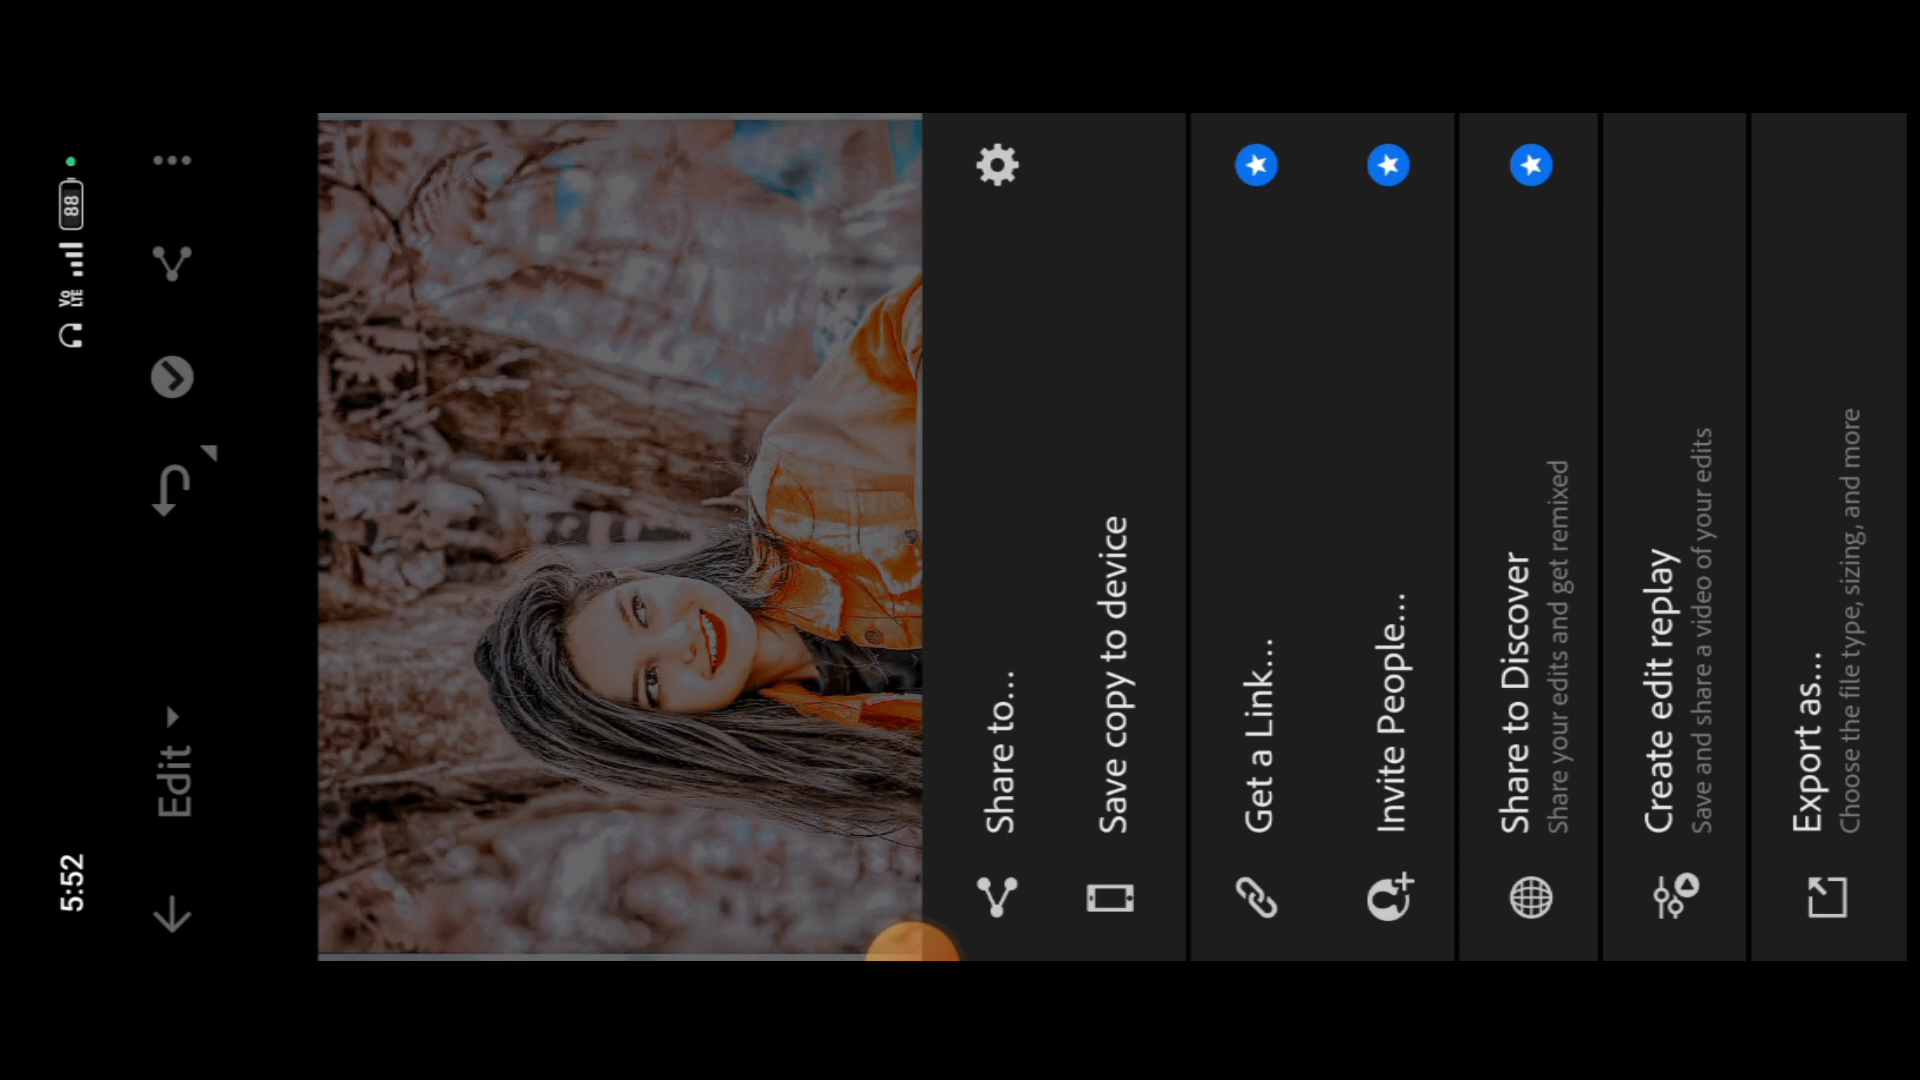 5:52
Vo LTE
88
Edit
Share to...
Save copy to device
Get a Link...
Invite People...
Share to Discover
Share your edits and get remixed
Create edit replay
Save and share a video of your edits
Export as...
Choose the file type, sizing, and more